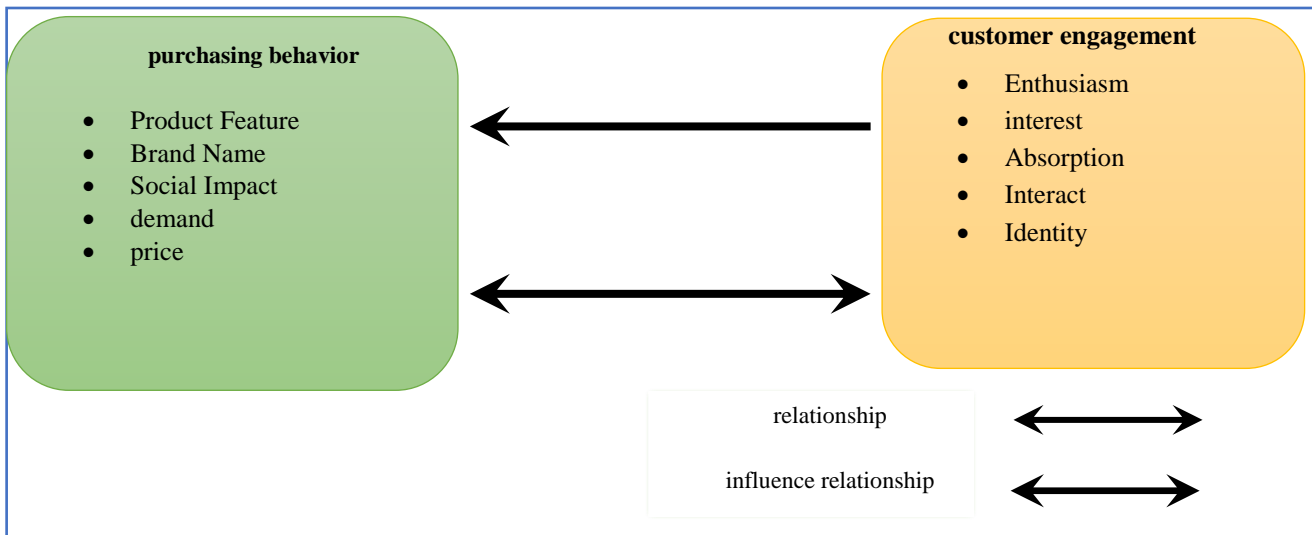 purchasing behavior
• Product Feature
• Brand Name
• Social Impact
• demand
• price
customer engagement
• Enthusiasm
• interest
• Absorption
• Interact
• Identity
relationship
influence relationship